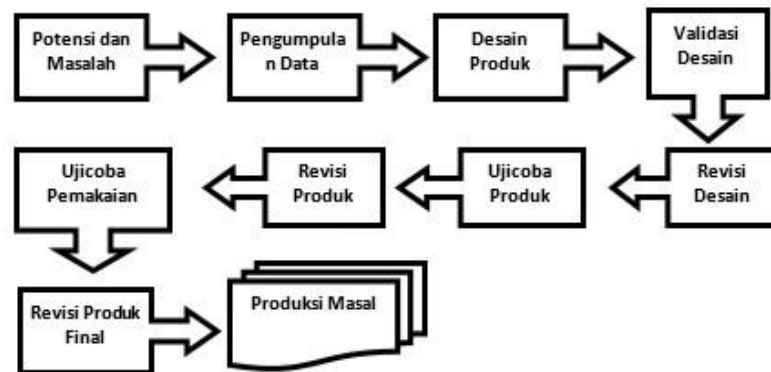 Potensi dan
Masalah
Pengumpula
n Data
Desain
Produk
Validasi
Desain
Revisi
Desain
Ujicoba
Produk
Revisi
Produk
Ujicoba
Pemakaian
Revisi Produk
Final
Produksi Masal